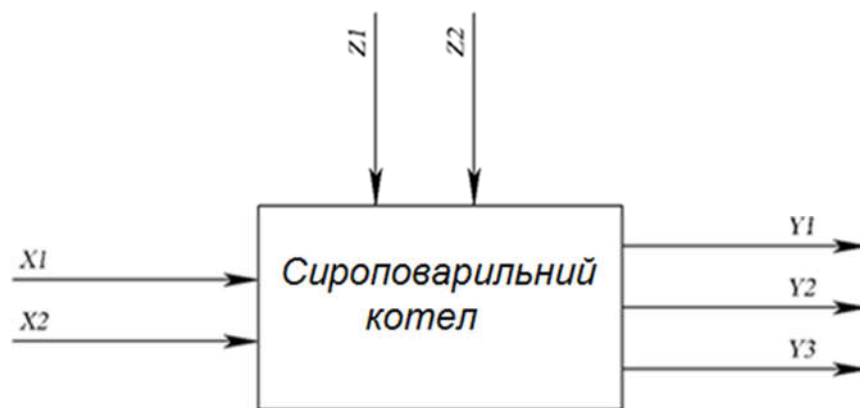 Z1
Z2
X1
X2
Сироповарильний
котел
Y1
Y2
Y3